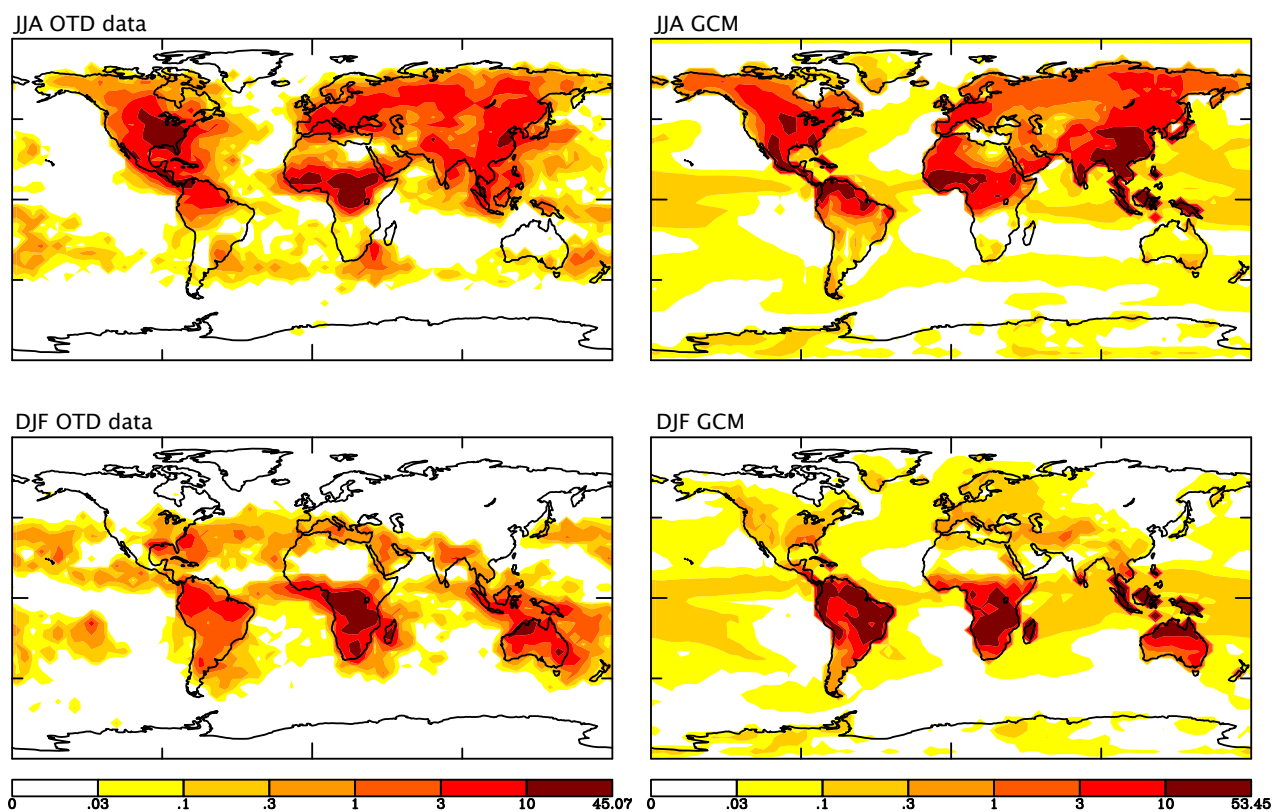 JJA OTD data
JJA GCM
DJF OTD data
DJF GCM
0 .03 .1 .3 1 3 10 45.07
0 .03 .1 .3 1 3 10 53.45